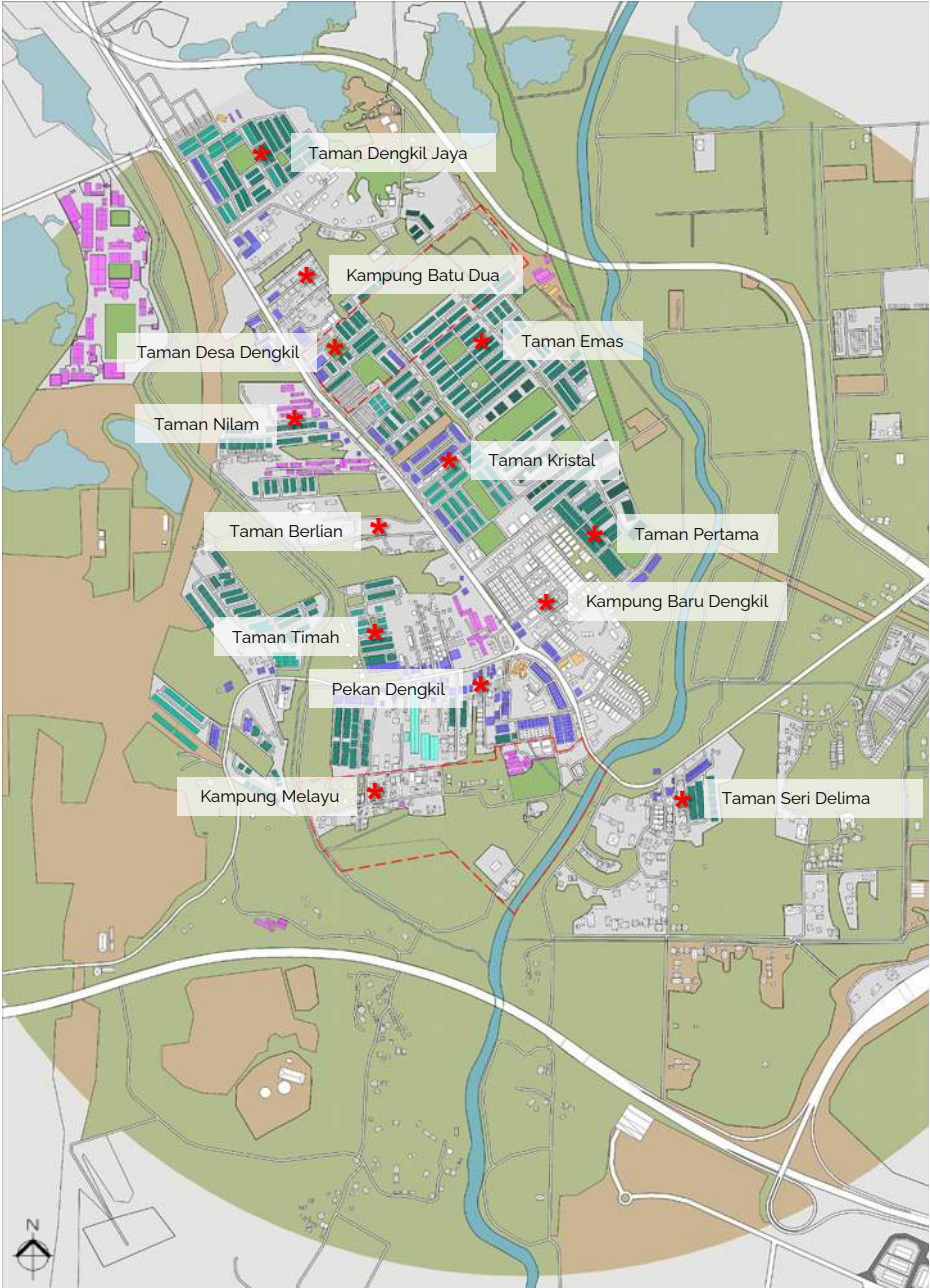 Taman Dengkil Jaya
Kampung Batu Dua
Taman Desa Dengkil
Taman Emas
Taman Nilam
Taman Kristal
Taman Berlian
Taman Pertama
Kampung Baru Dengkil
Taman Timah
Pekan Dengkil
Kampung Melayu
Taman Seri Delima
N